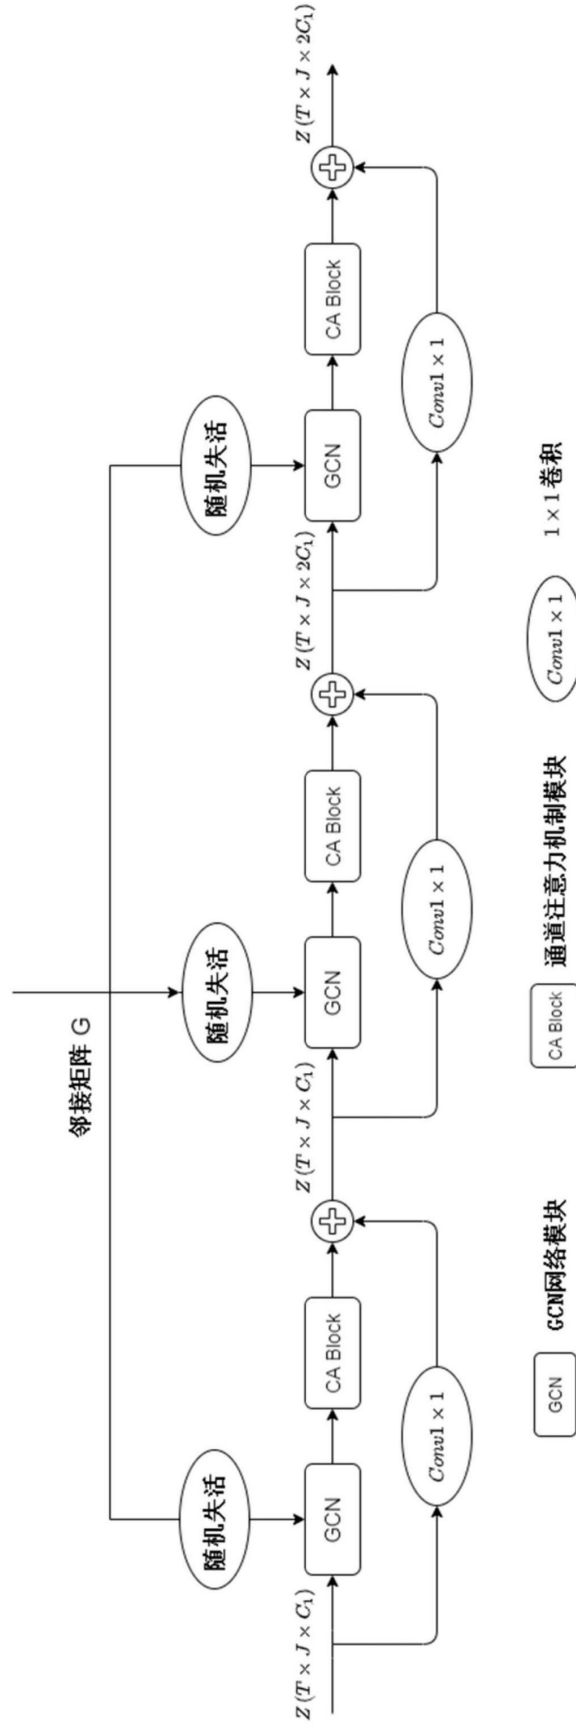 邻接矩阵 G
随机失活
随机失活
随机失活
Z(T×J×C₁)
GCN
CA Block
Z(T×J×C₁)
GCN
CA Block
Z(T×J×2C₁)
GCN
CA Block
Z(T×J×2C₁)
Conv1×1
Conv1×1
Conv1×1
GCN
GCN网络模块
CA Block
通道注意力机制模块
Conv1×1
1×1卷积